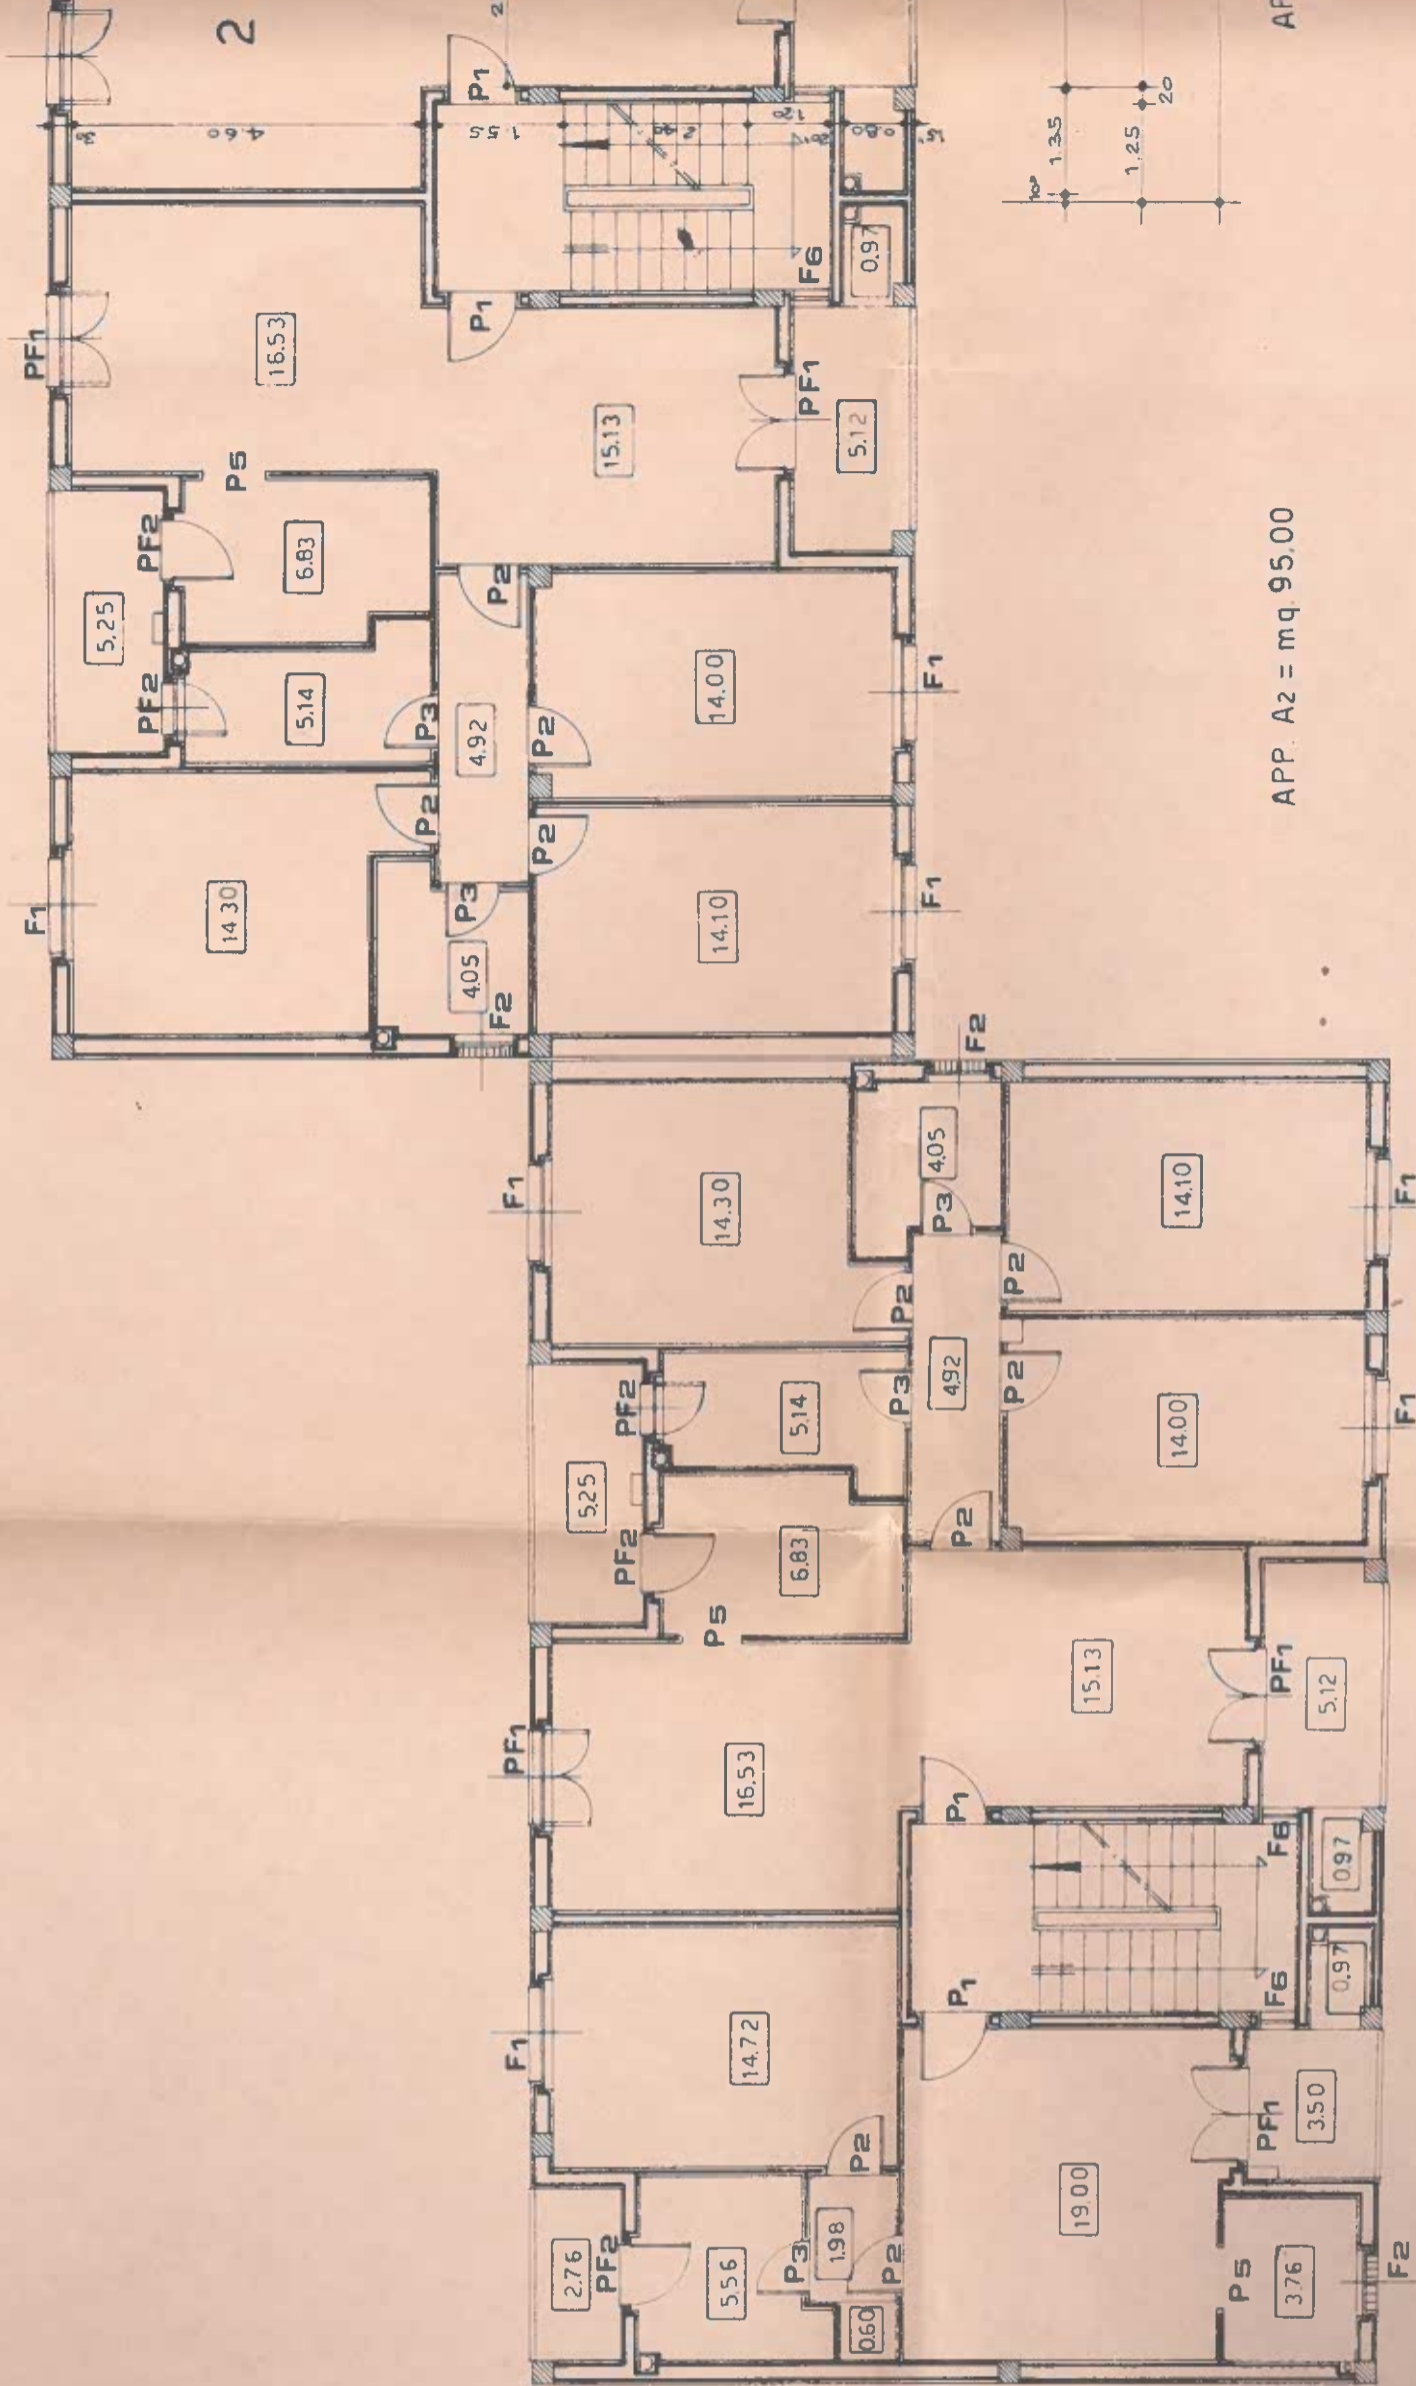 2
2
PF1
16.53
P1
P1
4.60
1.55
F6
0.97
15.13
PF1
5.12
P5
PF2
6.83
5.25
PF2
5.14
P3
P2
4.92
P2
14.00
F1
F1
14.30
P2
P3
4.05
F2
P2
14.10
F1
1.35
1.25
20
APP. A2 = mq. 95,00
F1
14.30
P2
F2
4.05
P3
14.10
P2
F1
PF2
5.14
P3
4.92
P2
14.00
F1
5.25
PF2
6.83
P5
P2
PF1
16.53
15.13
PF1
5.12
P1
F6
0.97
P1
F6
0.97
F1
14.72
P2
2.76
PF2
5.56
P3
1.98
P2
0.60
19.00
PF1
3.50
P5
3.76
F2